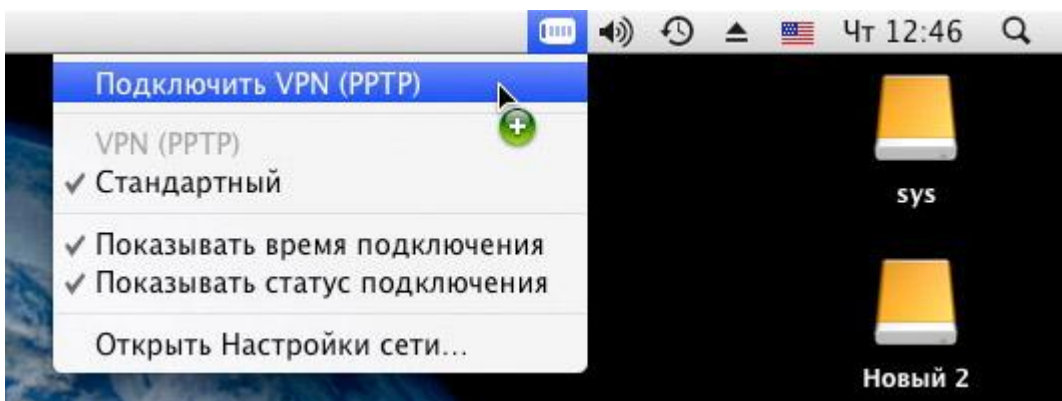 Чт 12:46
Подключить VPN (PPTP)
VPN (PPTP)
Стандартный
Показывать время подключения
Показывать статус подключения
Открыть Настройки сети...
sys
Новый 2